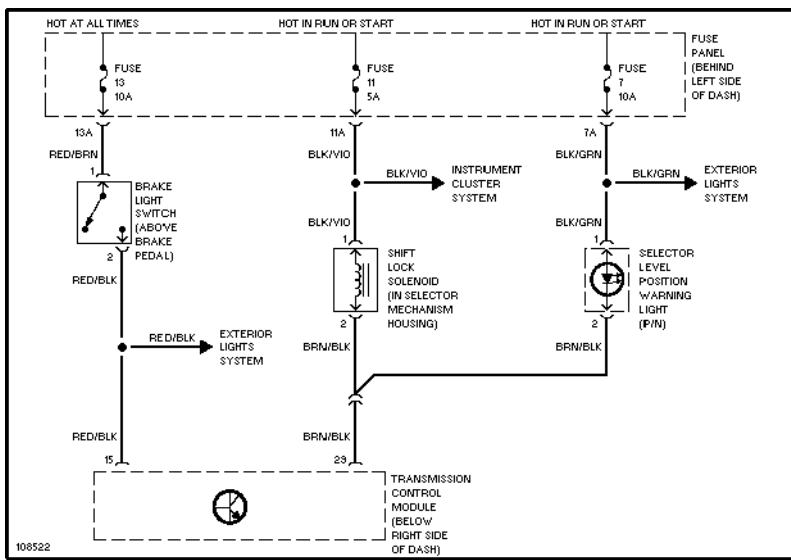 HOT AT ALL TIMES
HOT IN RUN OR START
HOT IN RUN OR START
FUSE
13
10A
FUSE
11
5A
FUSE
7
10A
FUSE
PANEL
(BEHIND
LEFT SIDE
OF DASH)
13A
11A
7A
RED/BRN
BLK/VIO
BLK/GRN
1
BRAKE
LIGHT
SWITCH
(ABOVE
BRAKE
PEDAL)
2
BLK/VIO
INSTRUMENT
CLUSTER
SYSTEM
BLK/GRN
EXTERIOR
LIGHTS
SYSTEM
BLK/VIO
BLK/GRN
1
SHIFT
LOCK
SOLENOID
(IN SELECTOR
MECHANISM
HOUSING)
2
1
SELECTOR
LEVEL
POSITION
WARNING
LIGHT
(P/N)
2
RED/BLK
RED/BLK
EXTERIOR
LIGHTS
SYSTEM
BRN/BLK
BRN/BLK
RED/BLK
BRN/BLK
15
29
TRANSMISSION
CONTROL
MODULE
(BELOW
RIGHT SIDE
OF DASH)
108522